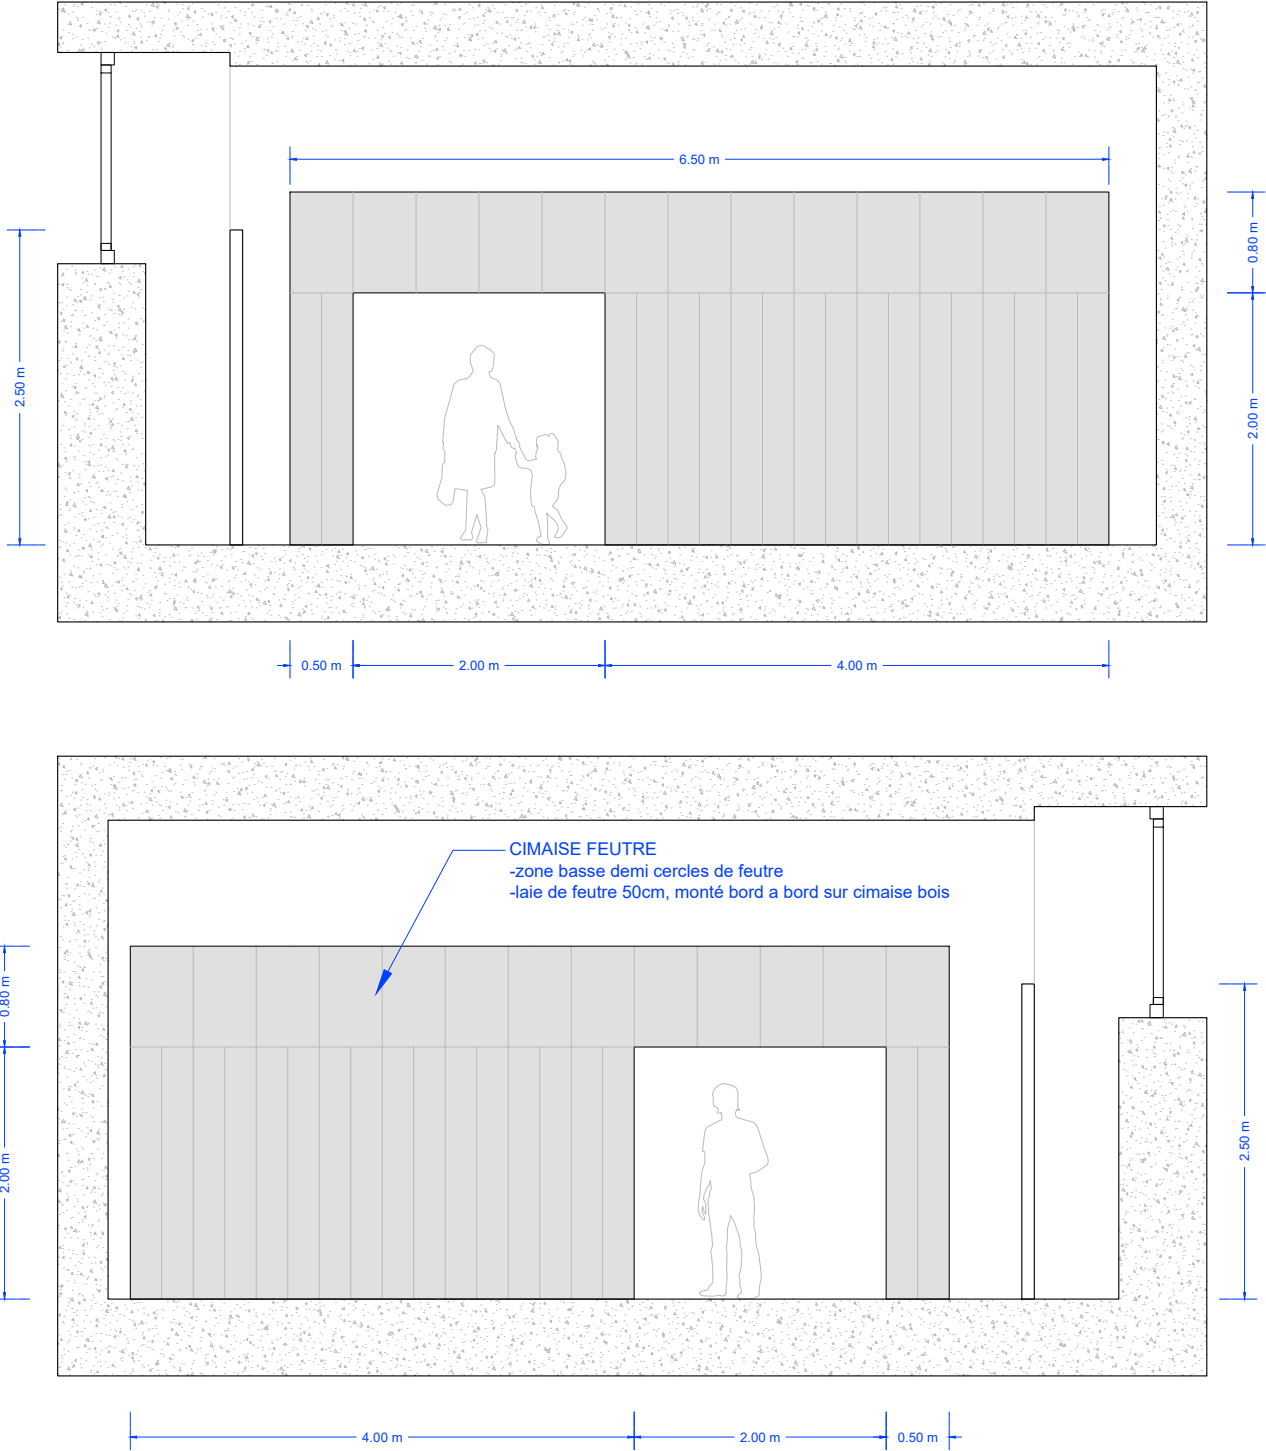 6.50 m
0.80 m
2.50 m
2.00 m
0.50 m
2.00 m
4.00 m
CIMAISE FEUTRE
-zone basse demi cercles de feutre
-laie de feutre 50cm, monté bord a bord sur cimaise bois
0.80 m
2.00 m
2.50 m
4.00 m
2.00 m
0.50 m